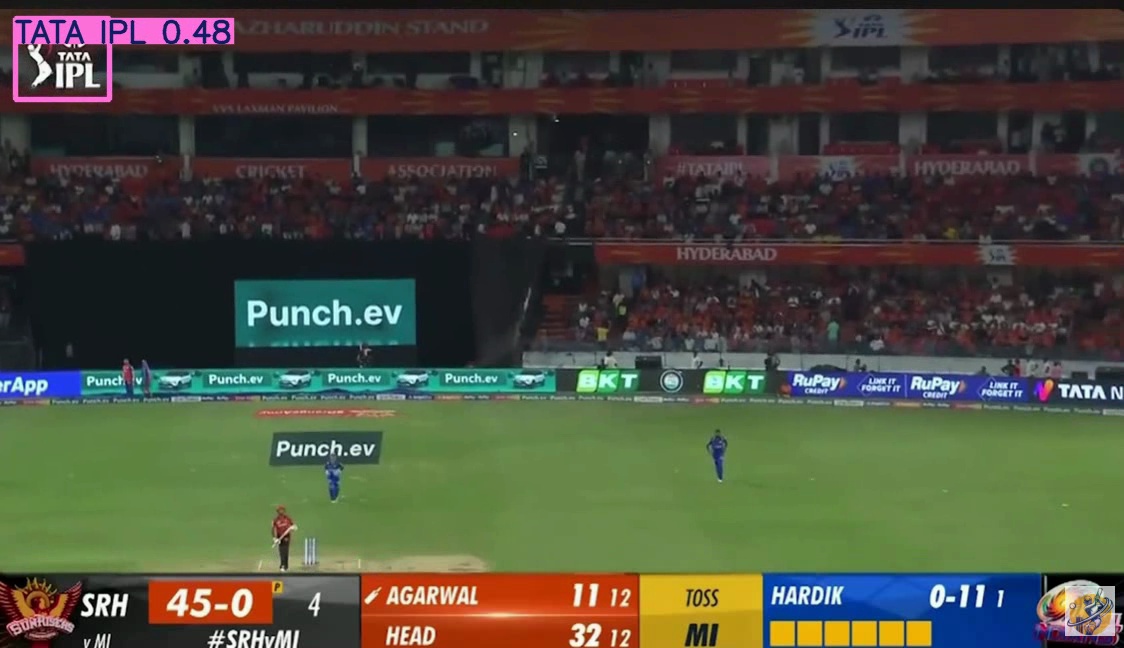 TATA IPL 0.48
TATA
IPL
AZHARUDDIN STAND
IPL
VVS LAXMAN PAVILION
HYDERABAD CRICKET ASSOCIATION #TATAIPL HYDERABAD
HYDERABAD
Punch.ev
erApp Punch Punch.ev Punch.ev Punch.ev BKT BKT RuPay CREDIT LINK IT FORGET IT RuPay CREDIT LINK IT FORGET IT TATA N
Punch.ev
SRH 45-0 P 4
v MI #SRHvMI
AGARWAL 11 12
HEAD 32 12
TOSS
MI
HARDIK 0-11 1
SUNRISERS